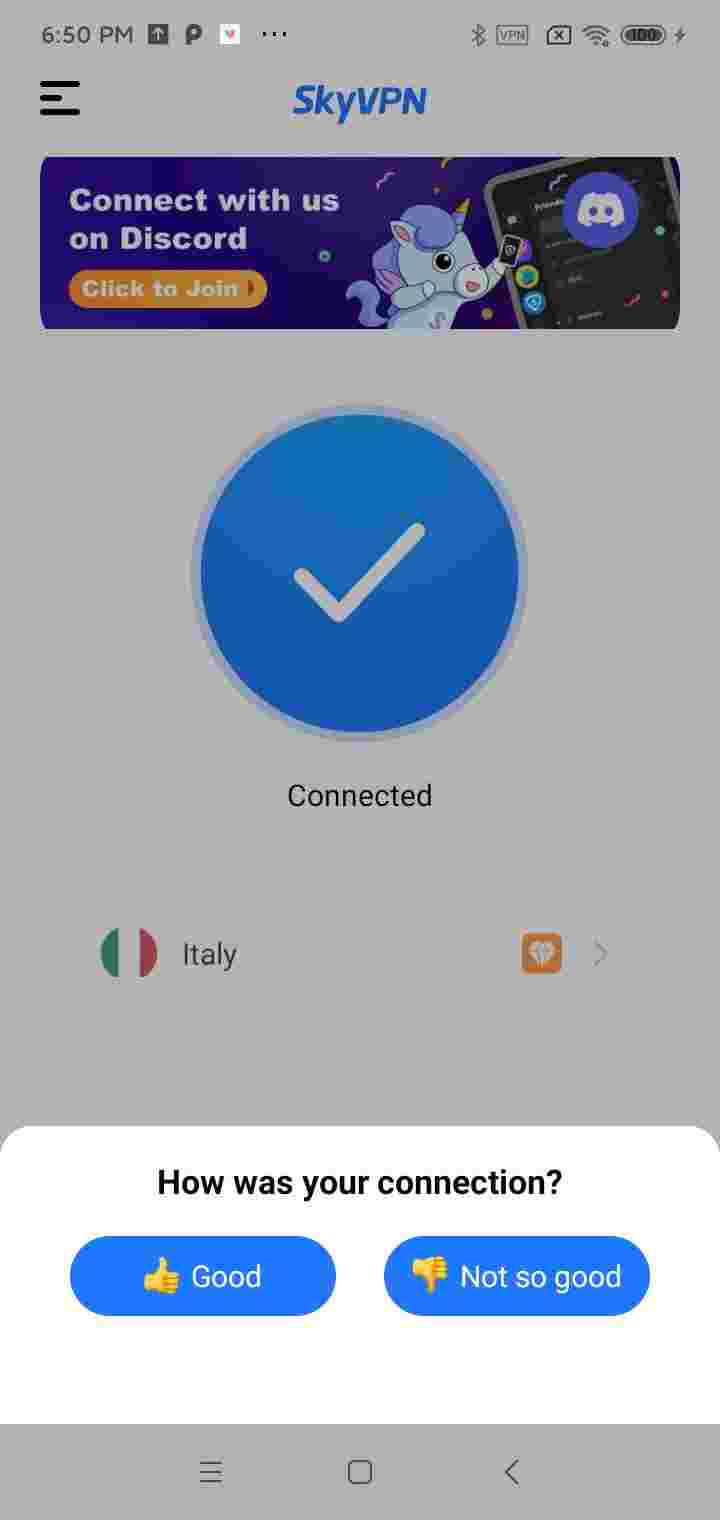 6:50 PM
VPN
100
SkyVPN
Connect with us
on Discord
Click to Join
Connected
Italy
How was your connection?
👍 Good
👎 Not so good